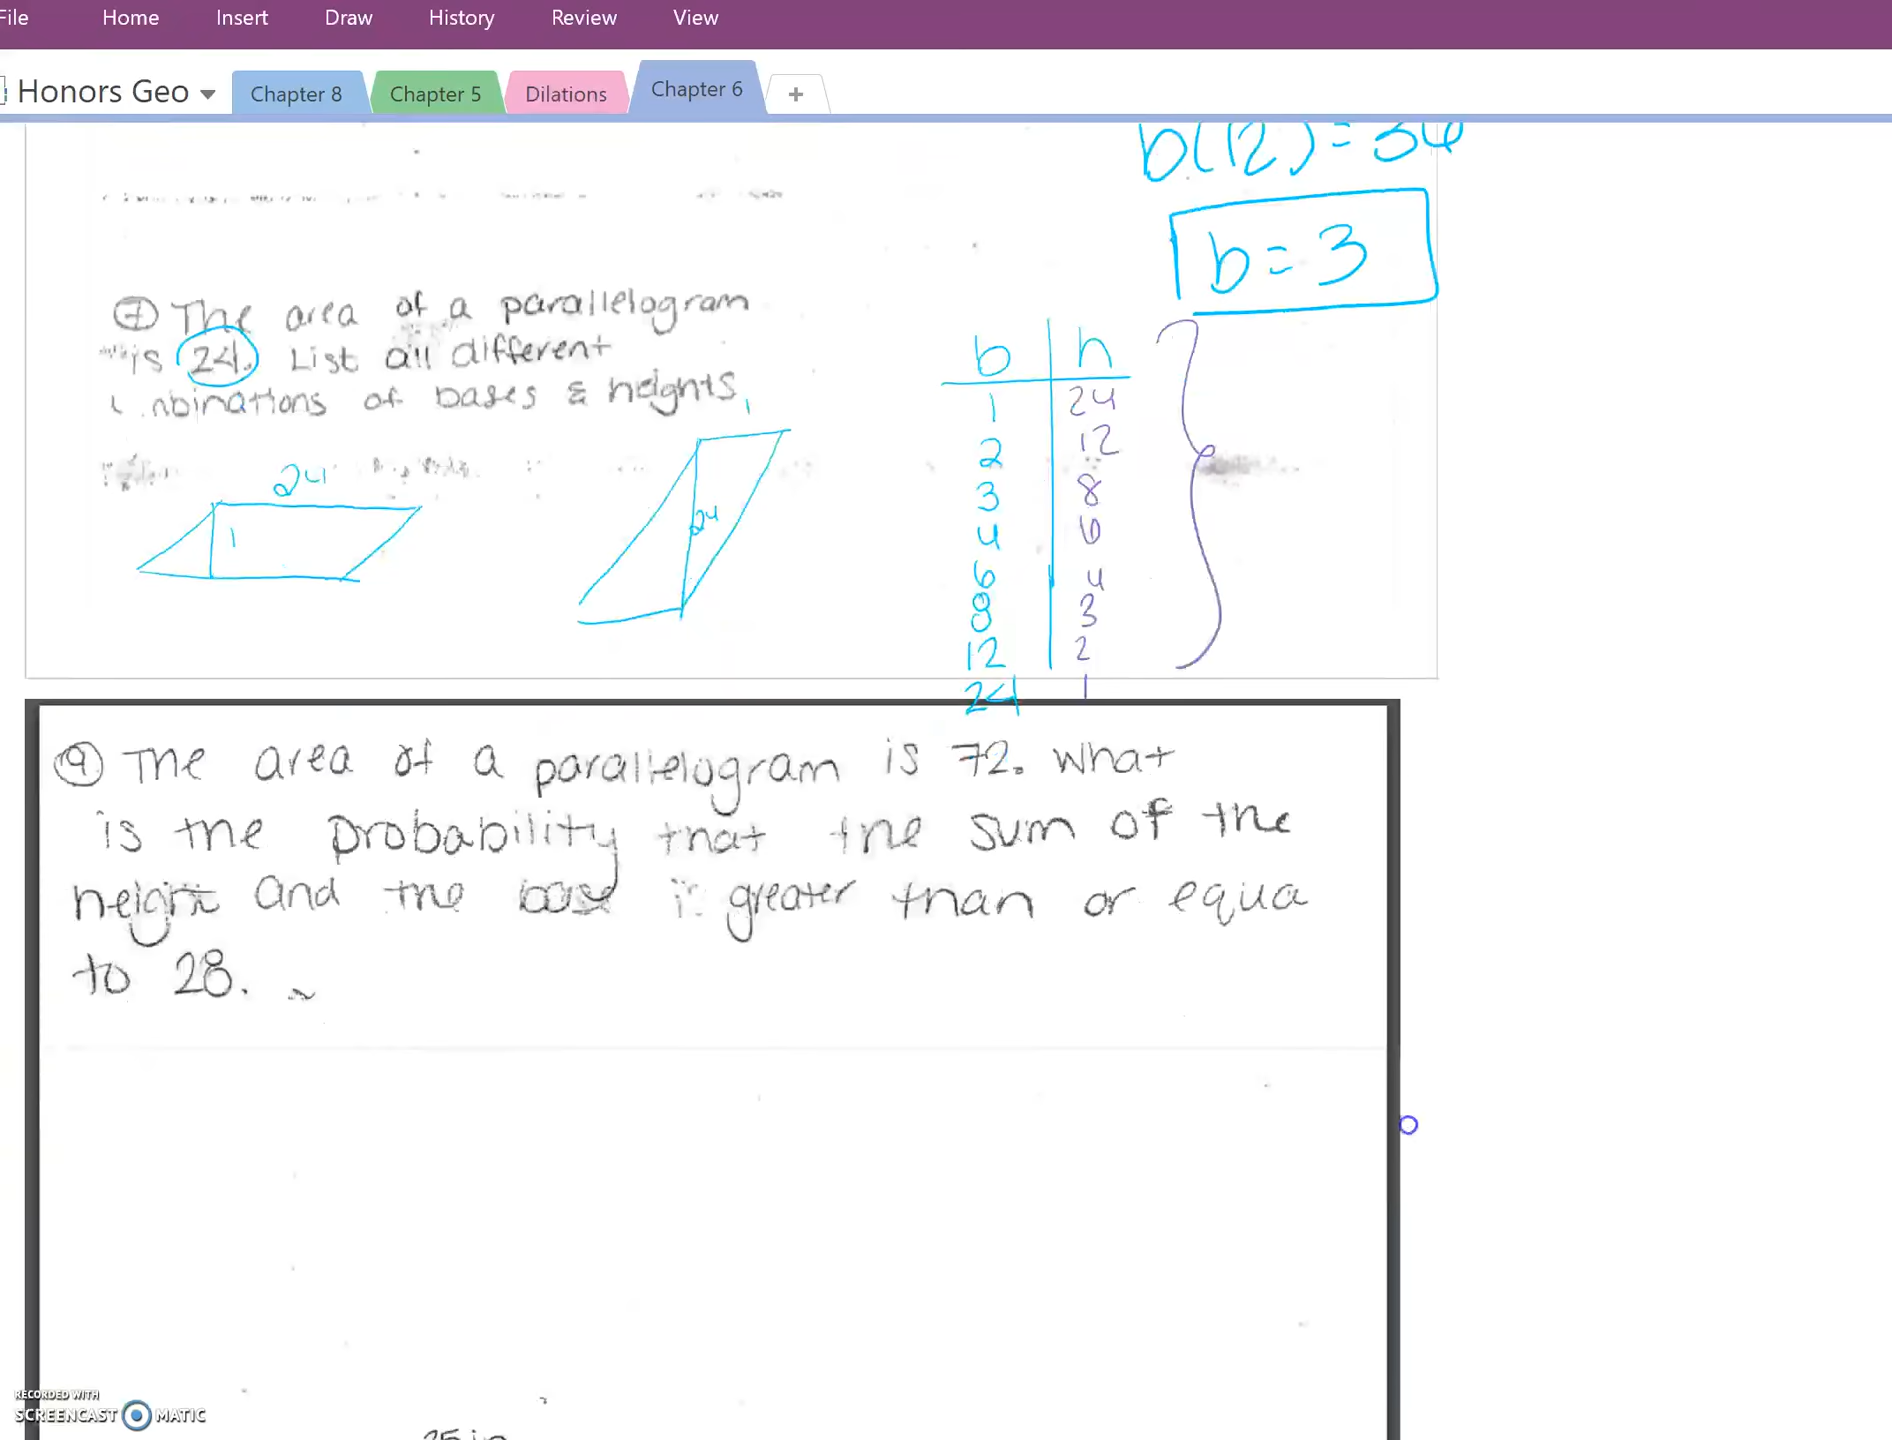 File Home Insert Draw History Review View
Honors Geo Chapter 8 Chapter 5 Dilations Chapter 6 +
b(12) = 36
b = 3
⑦ The area of a parallelogram
is 24. List all different
mbinations of bases & heights.
24
1
1
24
b h
1 24
2 12
3 8
4 6
6 4
8 3
12 2
24 1
⑨ The area of a parallelogram is 72. What
is the probability that the sum of the
height and the base is greater than or equa
to 28.
RECORDED WITH
SCREENCAST MATIC